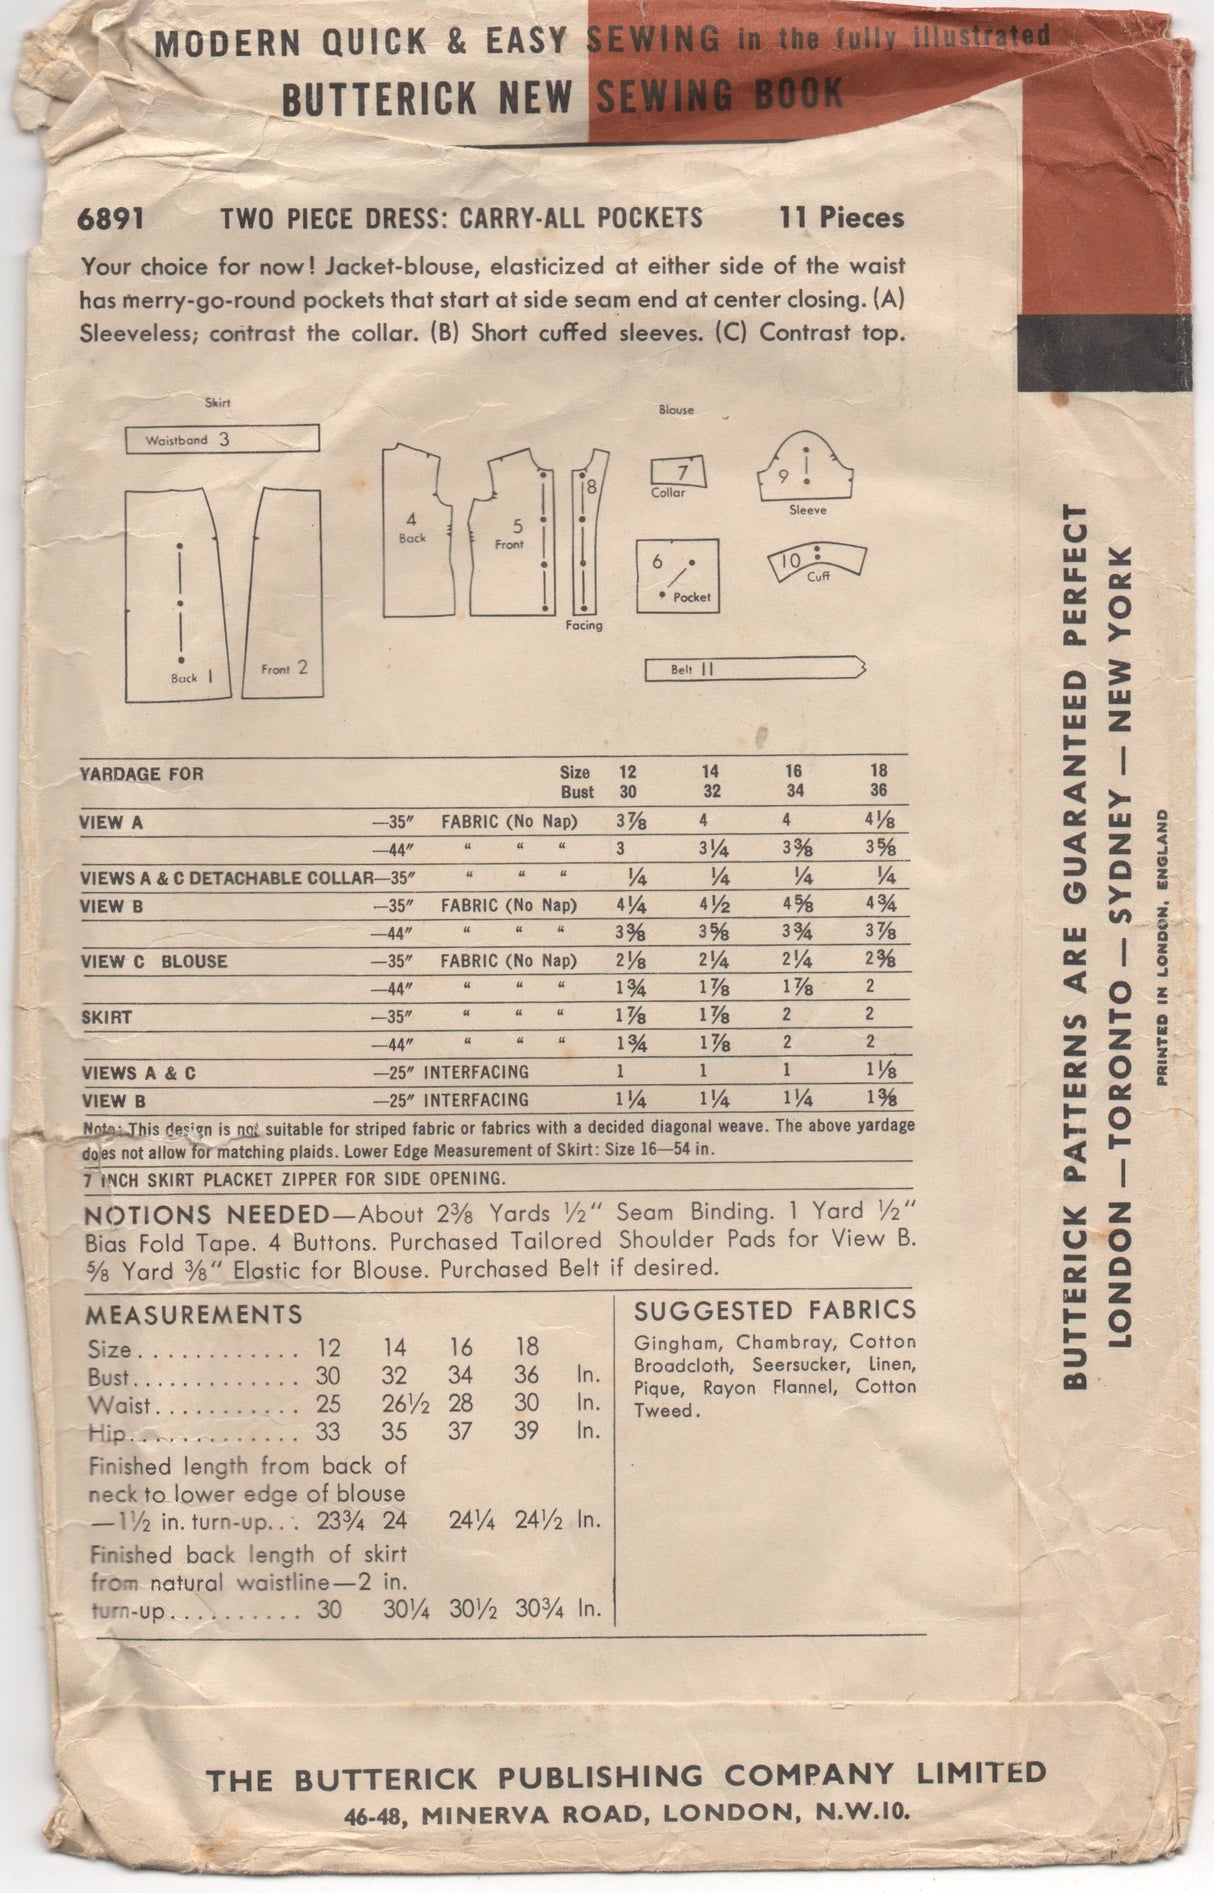 MODERN QUICK & EASY SEWING in the fully illustrated
BUTTERICK NEW SEWING BOOK
6891 TWO PIECE DRESS: CARRY-ALL POCKETS 11 Pieces
Your choice for now! Jacket-blouse, elasticized at either side of the waist
has merry-go-round pockets that start at side seam end at center closing. (A)
Sleeveless; contrast the collar. (B) Short cuffed sleeves. (C) Contrast top.
Skirt
Waistband 3
Back 1
Front 2
Blouse
4
Back
5
Front
8
Facing
7
Collar
9
Sleeve
6
Pocket
10
Cuff
Belt 11
YARDAGE FOR Size 12 14 16 18
Bust 30 32 34 36
VIEW A —35″ FABRIC (No Nap) 3⅞ 4 4 4⅛
—44″ “ “ “ 3 3¼ 3⅜ 3⅝
VIEWS A & C DETACHABLE COLLAR—35″ “ “ “ ¼ ¼ ¼ ¼
VIEW B —35″ FABRIC (No Nap) 4¼ 4½ 4⅝ 4¾
—44″ “ “ “ 3⅜ 3⅝ 3¾ 3⅞
VIEW C BLOUSE —35″ FABRIC (No Nap) 2⅛ 2¼ 2¼ 2⅜
—44″ “ “ “ 1¾ 1⅞ 1⅞ 2
SKIRT —35″ “ “ “ 1⅞ 1⅞ 2 2
—44″ “ “ “ 1¾ 1⅞ 2 2
VIEWS A & C —25″ INTERFACING 1 1 1 1⅛
VIEW B —25″ INTERFACING 1¼ 1¼ 1¼ 1⅜
Note: This design is not suitable for striped fabric or fabrics with a decided diagonal weave. The above yardage
does not allow for matching plaids. Lower Edge Measurement of Skirt: Size 16—54 in.
7 INCH SKIRT PLACKET ZIPPER FOR SIDE OPENING.
NOTIONS NEEDED—About 2⅜ Yards ½″ Seam Binding. 1 Yard ½″
Bias Fold Tape. 4 Buttons. Purchased Tailored Shoulder Pads for View B.
⅝ Yard ⅜″ Elastic for Blouse. Purchased Belt if desired.
MEASUREMENTS
Size............ 12 14 16 18
Bust............. 30 32 34 36 In.
Waist........... 25 26½ 28 30 In.
Hip............. 33 35 37 39 In.
Finished length from back of
neck to lower edge of blouse
—1½ in. turn-up... 23¾ 24 24¼ 24½ In.
Finished back length of skirt
from natural waistline—2 in.
turn-up.......... 30 30¼ 30½ 30¾ In.
SUGGESTED FABRICS
Gingham, Chambray, Cotton
Broadcloth, Seersucker, Linen,
Pique, Rayon Flannel, Cotton
Tweed.
THE BUTTERICK PUBLISHING COMPANY LIMITED
46-48, MINERVA ROAD, LONDON, N.W.10.
BUTTERICK PATTERNS ARE GUARANTEED PERFECT
LONDON — TORONTO — SYDNEY — NEW YORK
PRINTED IN LONDON, ENGLAND